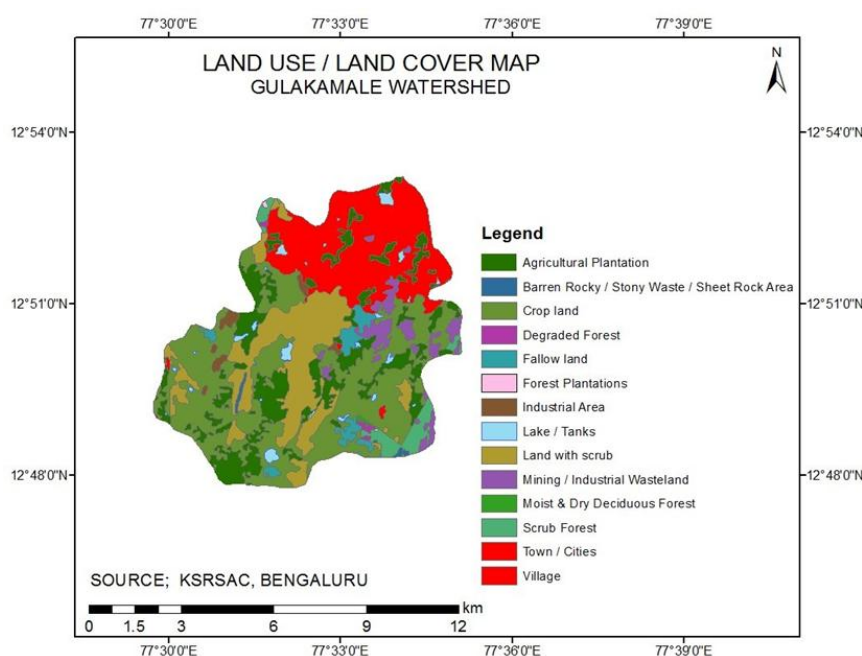 77°30'0"E 77°33'0"E 77°36'0"E 77°39'0"E
LAND USE / LAND COVER MAP
GULAKAMALE WATERSHED
N
12°54'0"N 12°54'0"N
Legend
Agricultural Plantation
Barren Rocky / Stony Waste / Sheet Rock Area
12°51'0"N 12°51'0"N
Crop land
Degraded Forest
Fallow land
Forest Plantations
Industrial Area
Lake / Tanks
Land with scrub
12°48'0"N 12°48'0"N
Mining / Industrial Wasteland
Moist & Dry Deciduous Forest
Scrub Forest
Town / Cities
Village
SOURCE; KSRSAC, BENGALURU
km
0 1.5 3 6 9 12
77°30'0"E 77°33'0"E 77°36'0"E 77°39'0"E